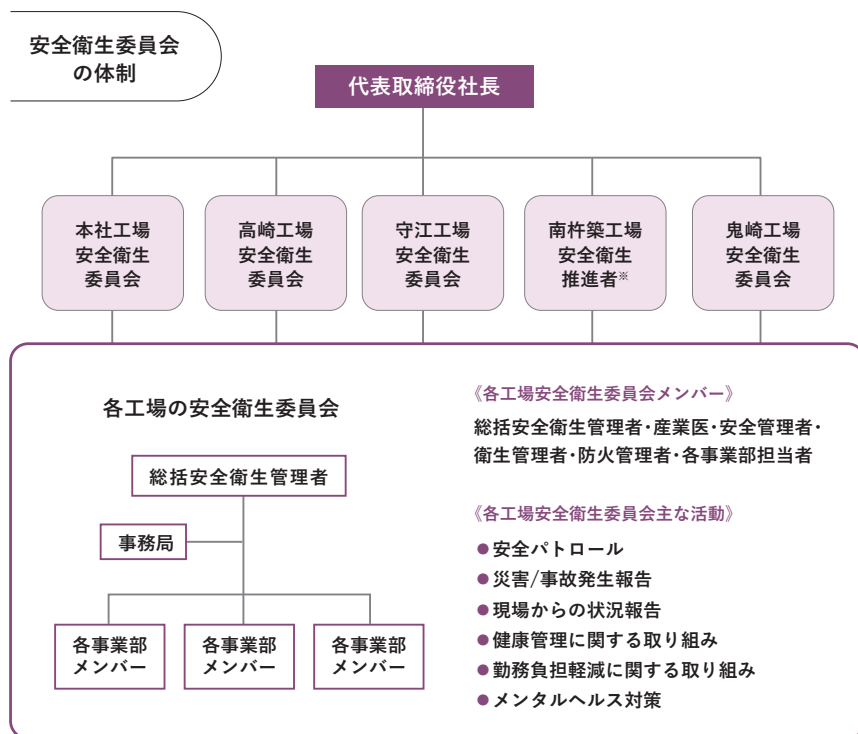 安全衛生委員会
の体制
代表取締役社長
本社工場
安全衛生
委員会
高崎工場
安全衛生
委員会
守江工場
安全衛生
委員会
南杵築工場
安全衛生
推進者※
鬼崎工場
安全衛生
委員会
各工場の安全衛生委員会
総括安全衛生管理者
事務局
各事業部
メンバー
各事業部
メンバー
各事業部
メンバー
《各工場安全衛生委員会メンバー》
総括安全衛生管理者・産業医・安全管理者・
衛生管理者・防火管理者・各事業部担当者
《各工場安全衛生委員会主な活動》
●安全パトロール
●災害/事故発生報告
●現場からの状況報告
●健康管理に関する取り組み
●勤務負担軽減に関する取り組み
●メンタルヘルス対策